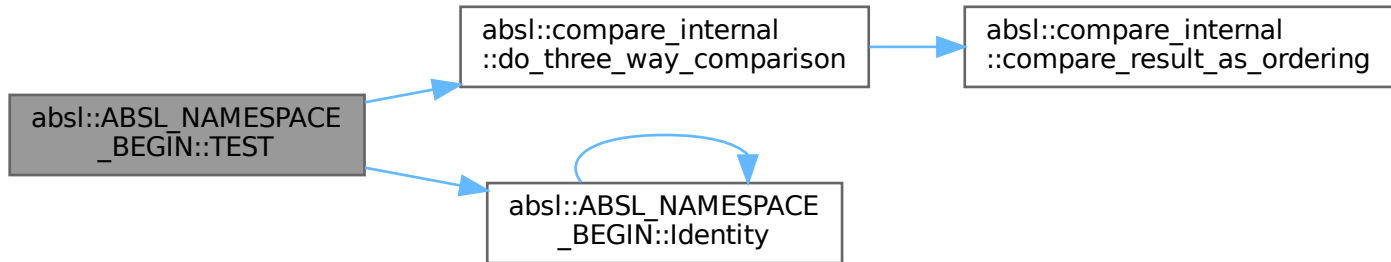 absl::compare_internal
::do_three_way_comparison
absl::compare_internal
::compare_result_as_ordering
absl::ABSL_NAMESPACE
_BEGIN::TEST
absl::ABSL_NAMESPACE
_BEGIN::Identity